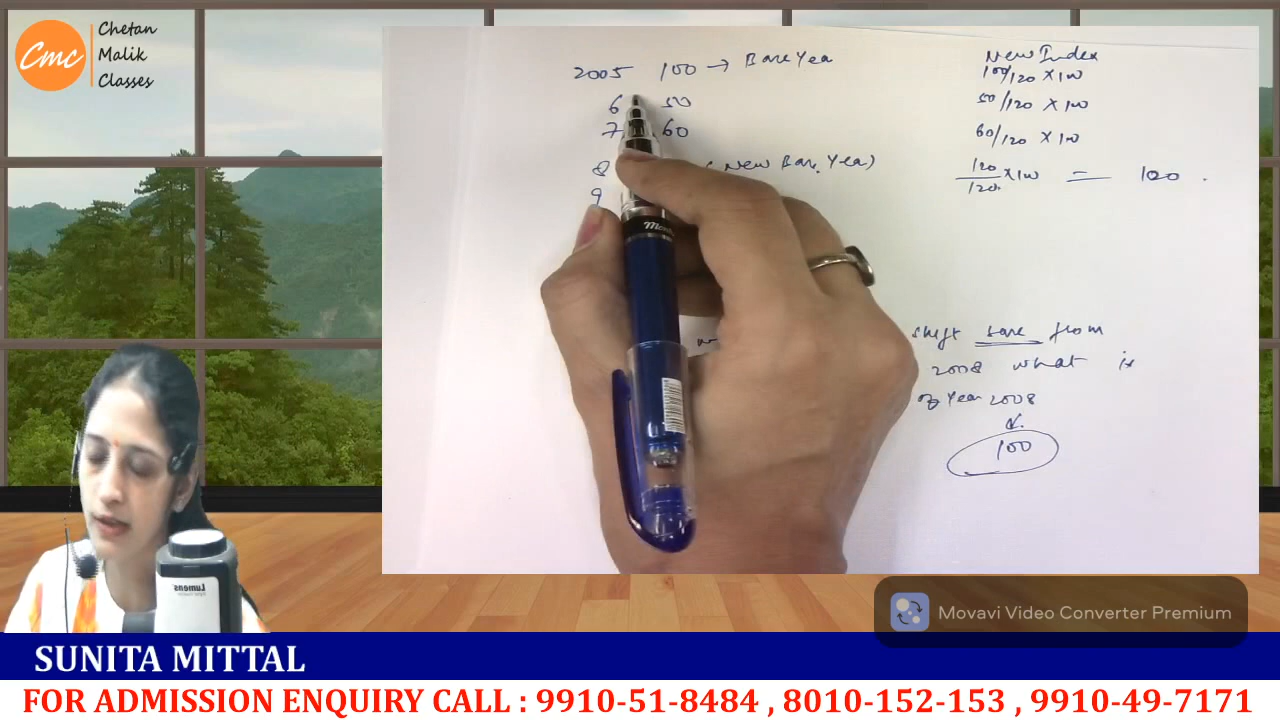 Cmc
Chetan
Malik
Classes
2005 100 → Base Year
6 50
7 60
8 (New Base Year)
9
New Index
100/120 × 100
50/120 × 100
60/120 × 100
120/120 × 100 = 100 .
shift base from
2008 what is
of Year 2008
100
Lumens
Movavi Video Converter Premium
SUNITA MITTAL
FOR ADMISSION ENQUIRY CALL : 9910-51-8484 , 8010-152-153 , 9910-49-7171